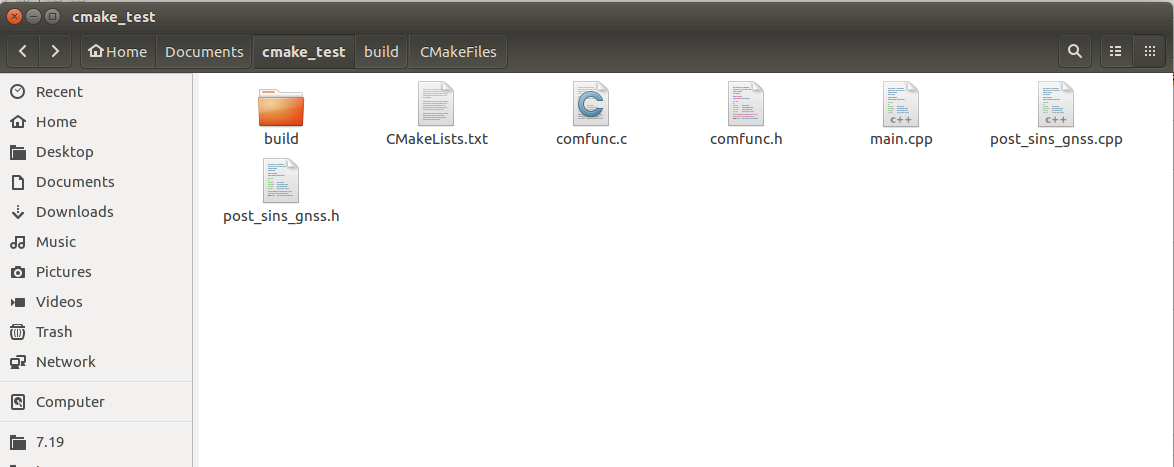 cmake_test
Home Documents cmake_test build CMakeFiles
Recent
Home
Desktop
Documents
Downloads
Music
Pictures
Videos
Trash
Network
Computer
7.19
build CMakeLists.txt comfunc.c comfunc.h main.cpp post_sins_gnss.cpp
post_sins_gnss.h